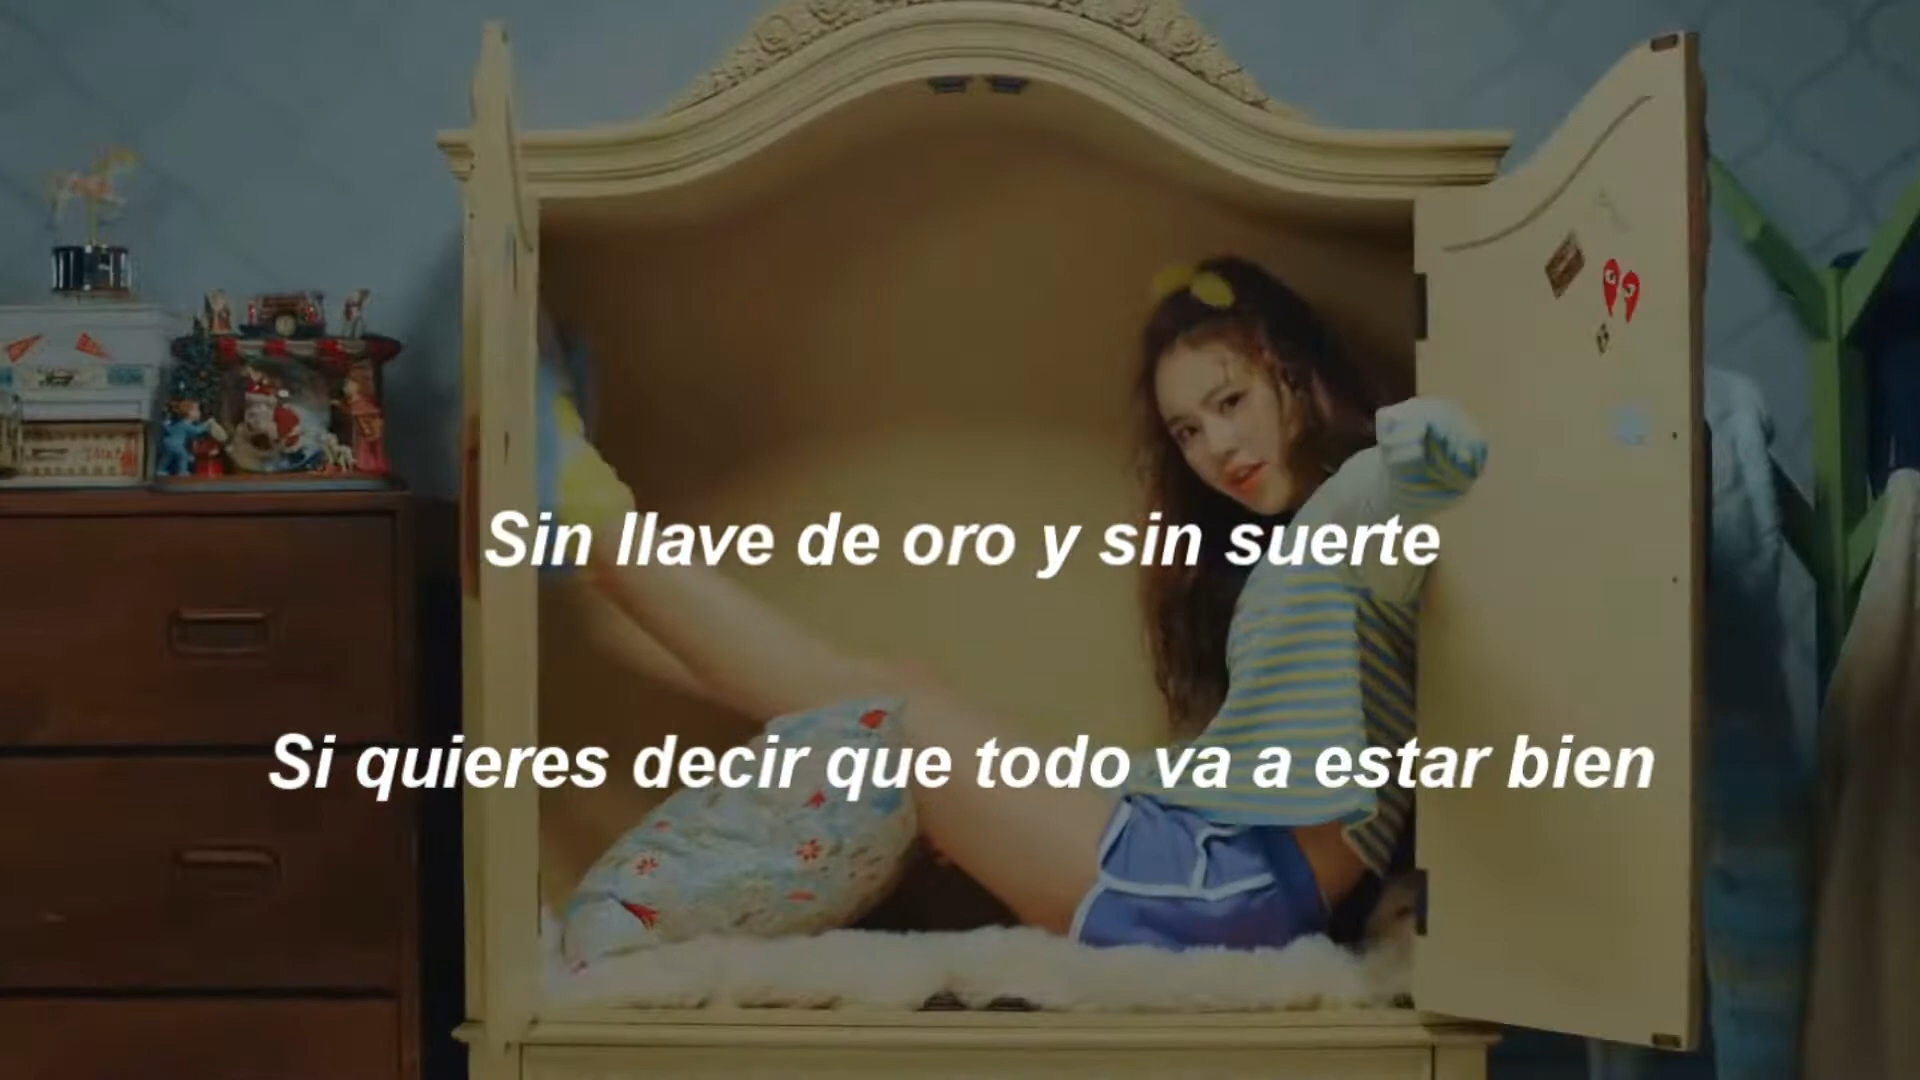 Sin llave de oro y sin suerte
Si quieres decir que todo va a estar bien